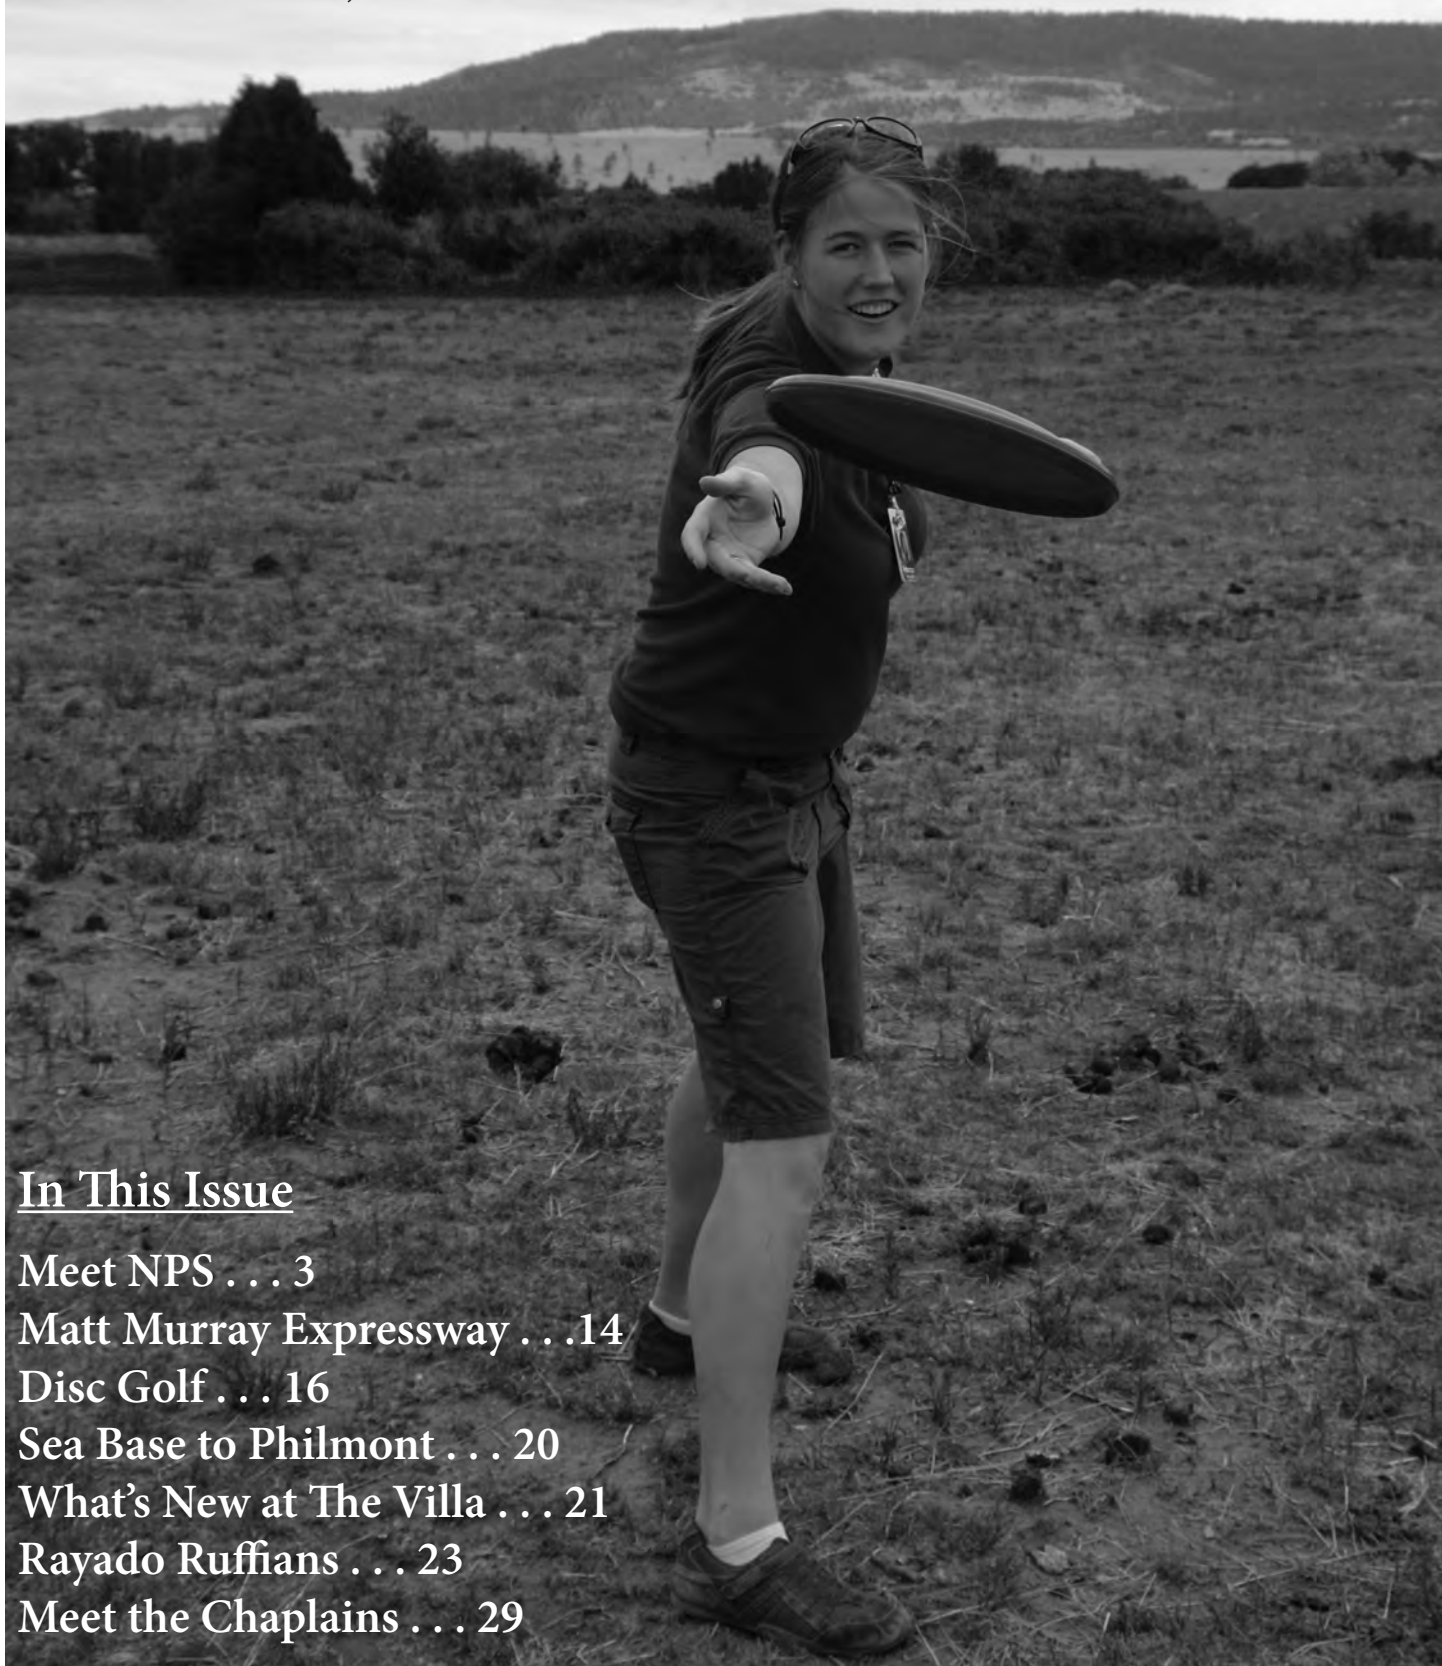 In This Issue
Meet NPS . . . 3
Matt Murray Expressway . . .14
Disc Golf . . . 16
Sea Base to Philmont . . . 20
What's New at The Villa . . . 21
Rayado Ruffians . . . 23
Meet the Chaplains . . . 29